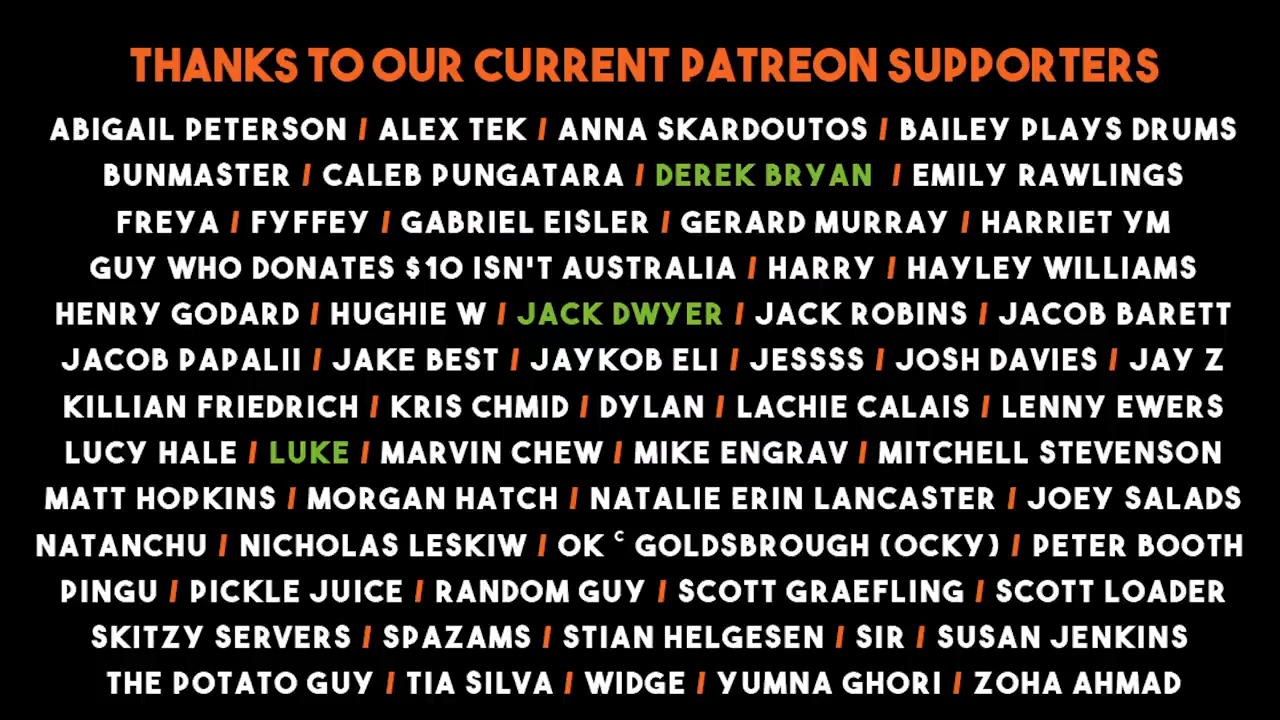 THANKS TO OUR CURRENT PATREON SUPPORTERS
ABIGAIL PETERSON / ALEX TEK / ANNA SKARDOUTOS / BAILEY PLAYS DRUMS
BUNMASTER / CALEB PUNGATARA / DEREK BRYAN / EMILY RAWLINGS
FREYA / FYFFEY / GABRIEL EISLER / GERARD MURRAY / HARRIET YM
GUY WHO DONATES $10 ISN'T AUSTRALIA / HARRY / HAYLEY WILLIAMS
HENRY GODARD / HUGHIE W / JACK DWYER / JACK ROBINS / JACOB BARETT
JACOB PAPALII / JAKE BEST / JAYKOB ELI / JESSSS / JOSH DAVIES / JAY Z
KILLIAN FRIEDRICH / KRIS CHMID / DYLAN / LACHIE CALAIS / LENNY EWERS
LUCY HALE / LUKE / MARVIN CHEW / MIKE ENGRAV / MITCHELL STEVENSON
MATT HOPKINS / MORGAN HATCH / NATALIE ERIN LANCASTER / JOEY SALADS
NATANCHU / NICHOLAS LESKIW / OK ᶜ GOLDSBROUGH (OCKY) / PETER BOOTH
PINGU / PICKLE JUICE / RANDOM GUY / SCOTT GRAEFLING / SCOTT LOADER
SKITZY SERVERS / SPAZAMS / STIAN HELGESEN / SIR / SUSAN JENKINS
THE POTATO GUY / TIA SILVA / WIDGE / YUMNA GHORI / ZOHA AHMAD